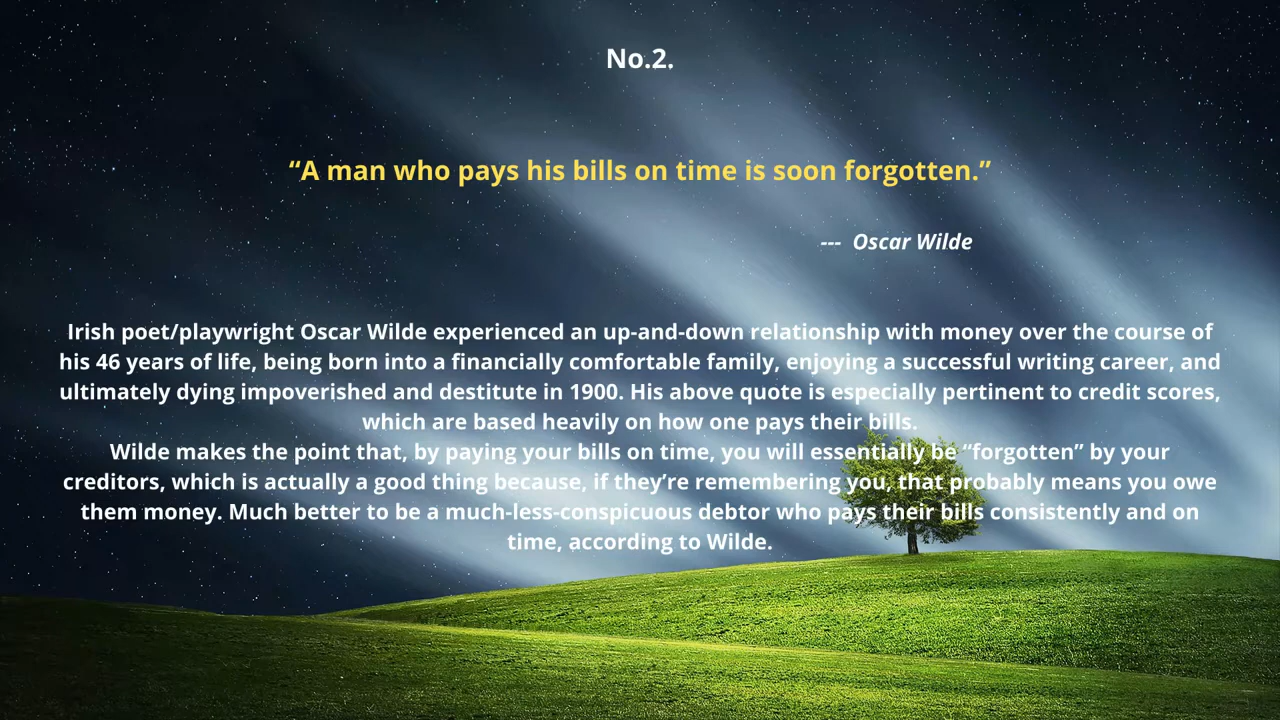 No.2.
“A man who pays his bills on time is soon forgotten.”
--- Oscar Wilde
Irish poet/playwright Oscar Wilde experienced an up-and-down relationship with money over the course of
his 46 years of life, being born into a financially comfortable family, enjoying a successful writing career, and
ultimately dying impoverished and destitute in 1900. His above quote is especially pertinent to credit scores,
which are based heavily on how one pays their bills.
Wilde makes the point that, by paying your bills on time, you will essentially be “forgotten” by your
creditors, which is actually a good thing because, if they’re remembering you, that probably means you owe
them money. Much better to be a much-less-conspicuous debtor who pays their bills consistently and on
time, according to Wilde.